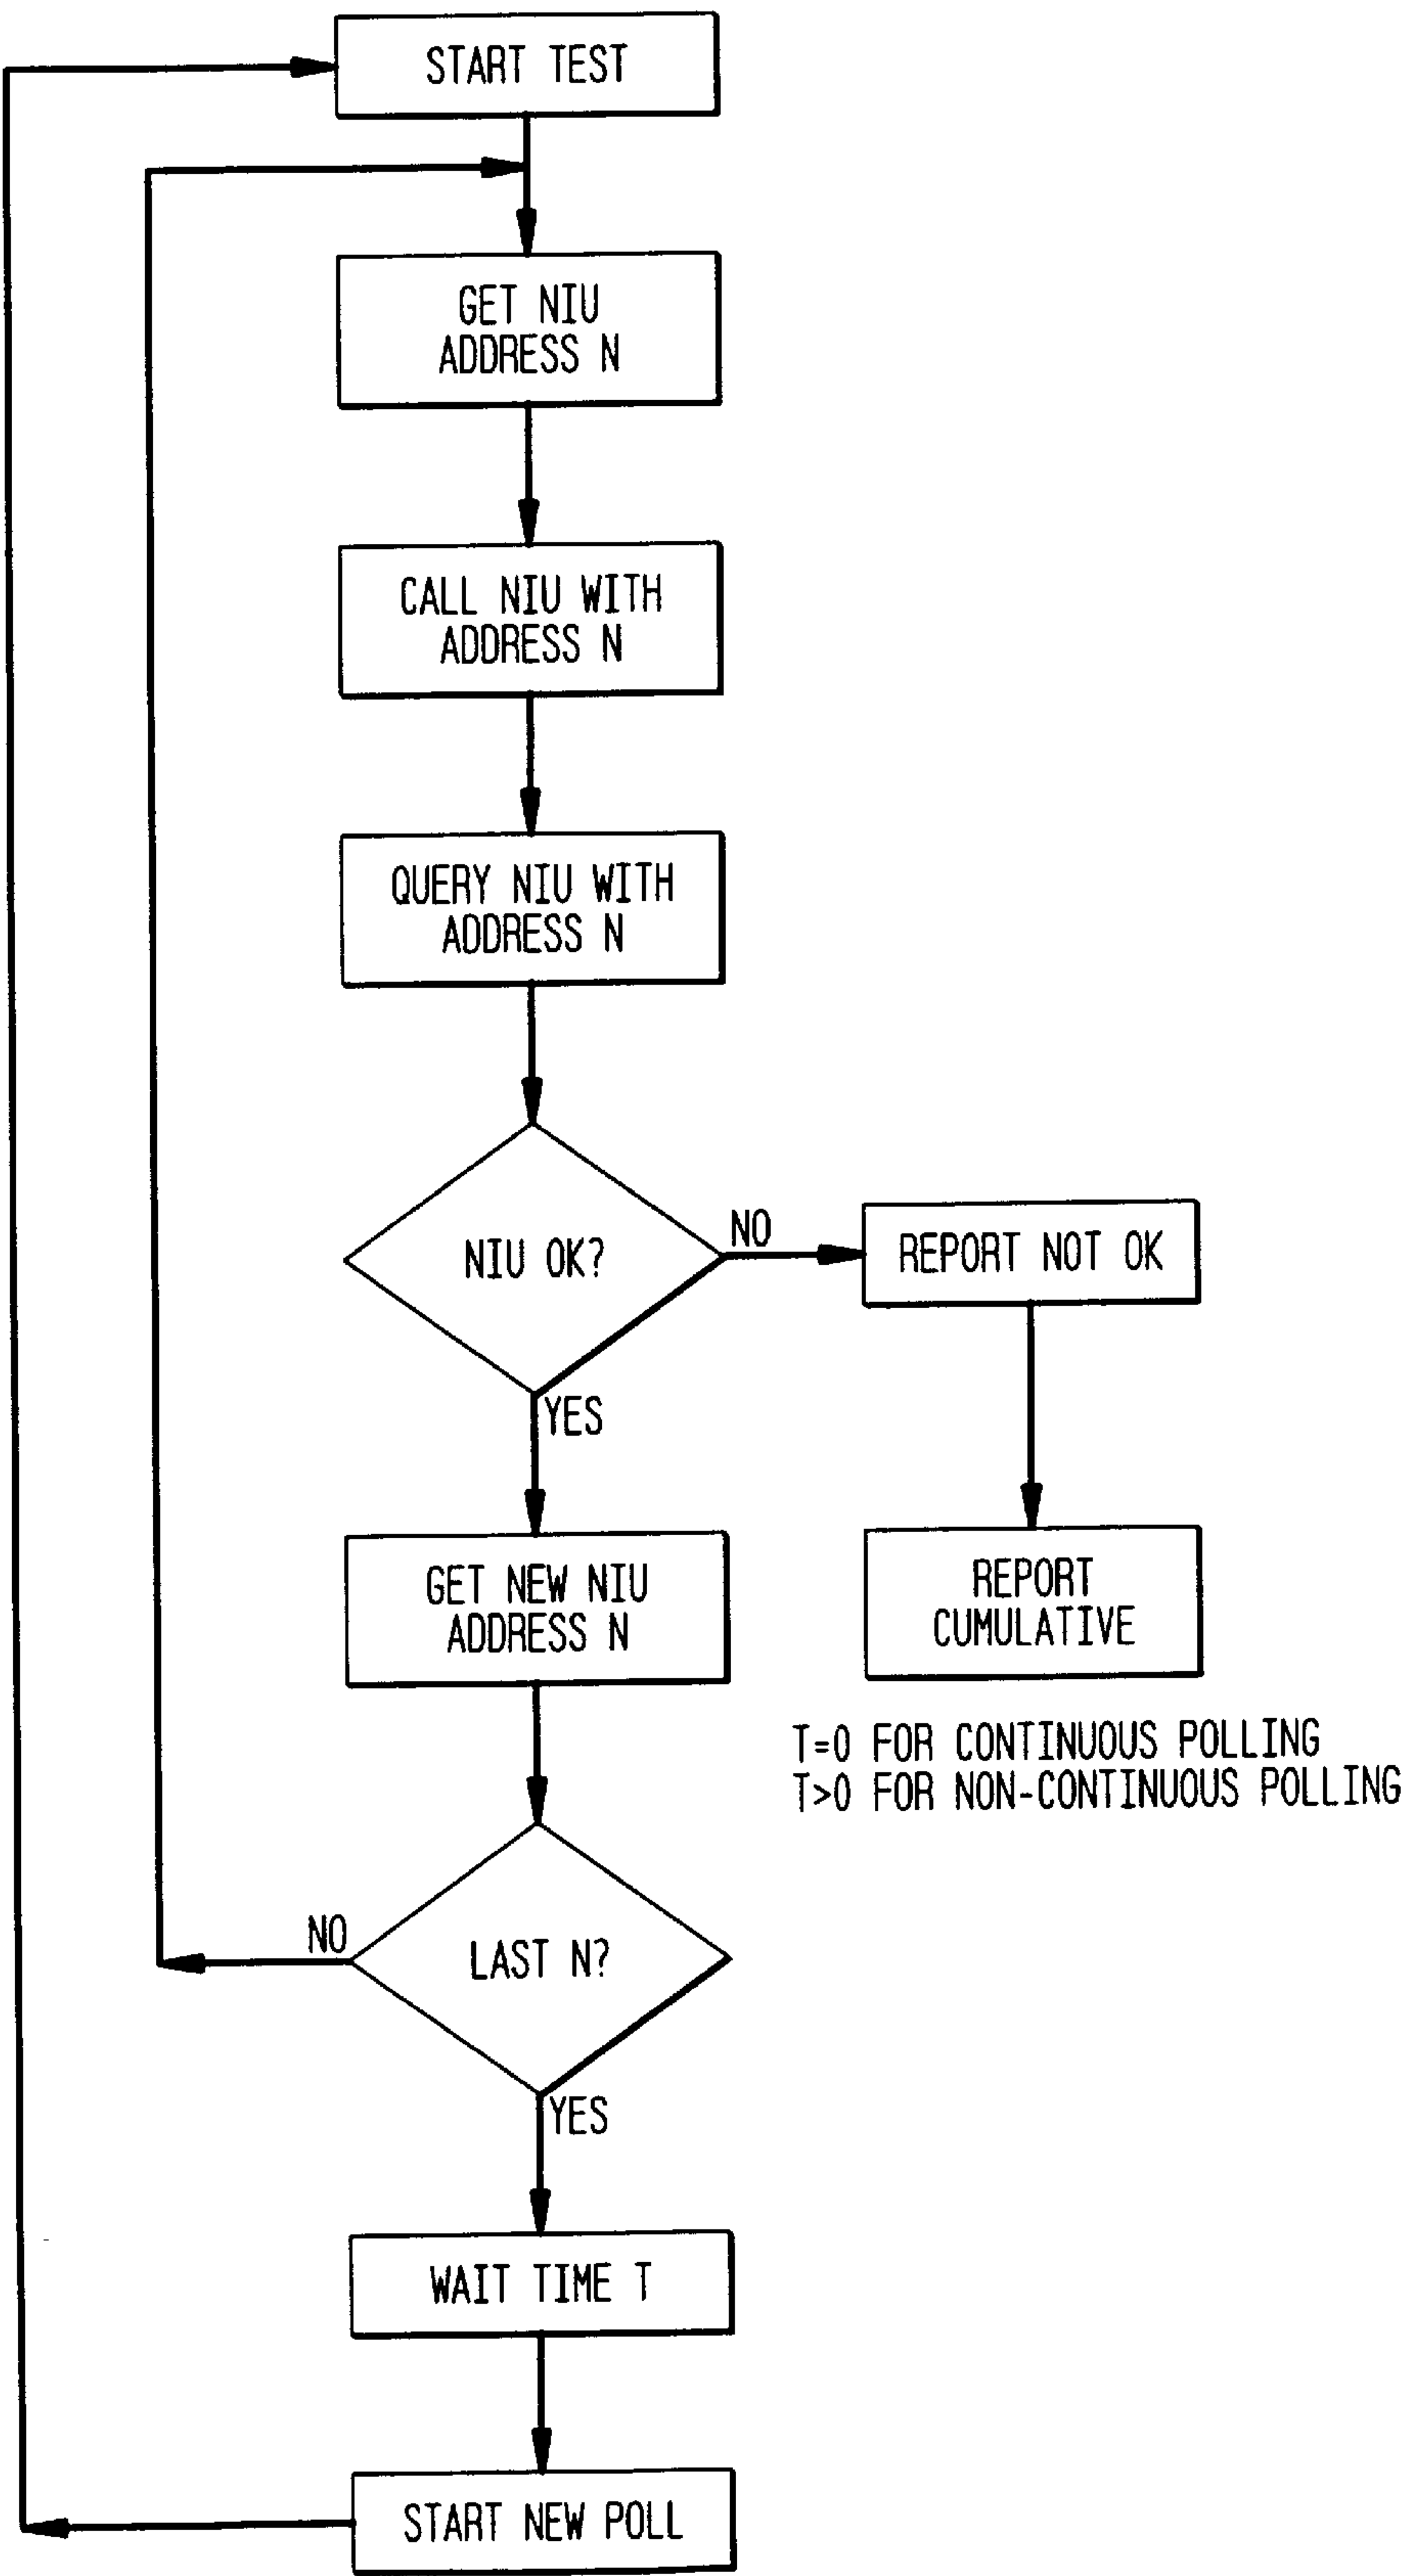 START TEST
GET NIU
ADDRESS N
CALL NIU WITH
ADDRESS N
QUERY NIU WITH
ADDRESS N
NIU OK?
NO
REPORT NOT OK
YES
GET NEW NIU
ADDRESS N
REPORT
CUMULATIVE
T=0 FOR CONTINUOUS POLLING
T>0 FOR NON-CONTINUOUS POLLING
NO
LAST N?
YES
WAIT TIME T
START NEW POLL